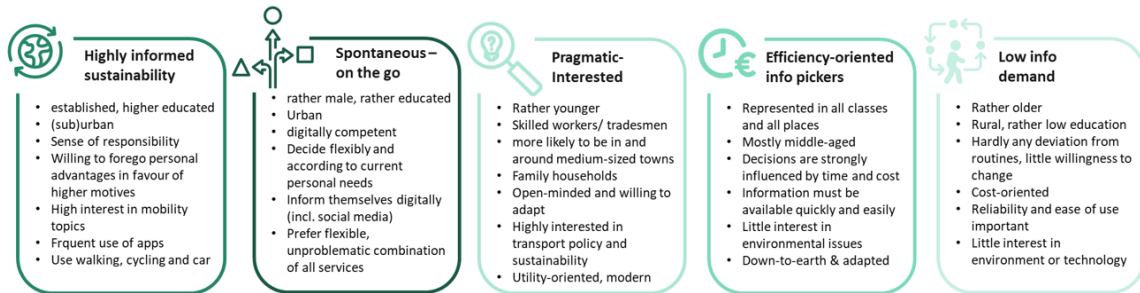 Highly informed
sustainability
• established, higher educated
• (sub)urban
• Sense of responsibility
• Willing to forego personal
advantages in favour of
higher motives
• High interest in mobility
topics
• Frquent use of apps
• Use walking, cycling and car
Spontaneous –
on the go
• rather male, rather educated
• Urban
• digitally competent
• Decide flexibly and
according to current
personal needs
• Inform themselves digitally
(incl. social media)
• Prefer flexible,
unproblematic combination
of all services
Pragmatic-
Interested
• Rather younger
• Skilled workers/ tradesmen
• more likely to be in and
around medium-sized towns
• Family households
• Open-minded and willing to
adapt
• Highly interested in
transport policy and
sustainability
• Utility-oriented, modern
€
Efficiency-oriented
info pickers
• Represented in all classes
and all places
• Mostly middle-aged
• Decisions are strongly
influenced by time and cost
• Information must be
available quickly and easily
• Little interest in
environmental issues
• Down-to-earth & adapted
Low info
demand
• Rather older
• Rural, rather low education
• Hardly any deviation from
routines, little willingness to
change
• Cost-oriented
• Reliability and ease of use
important
• Little interest in
environment or technology